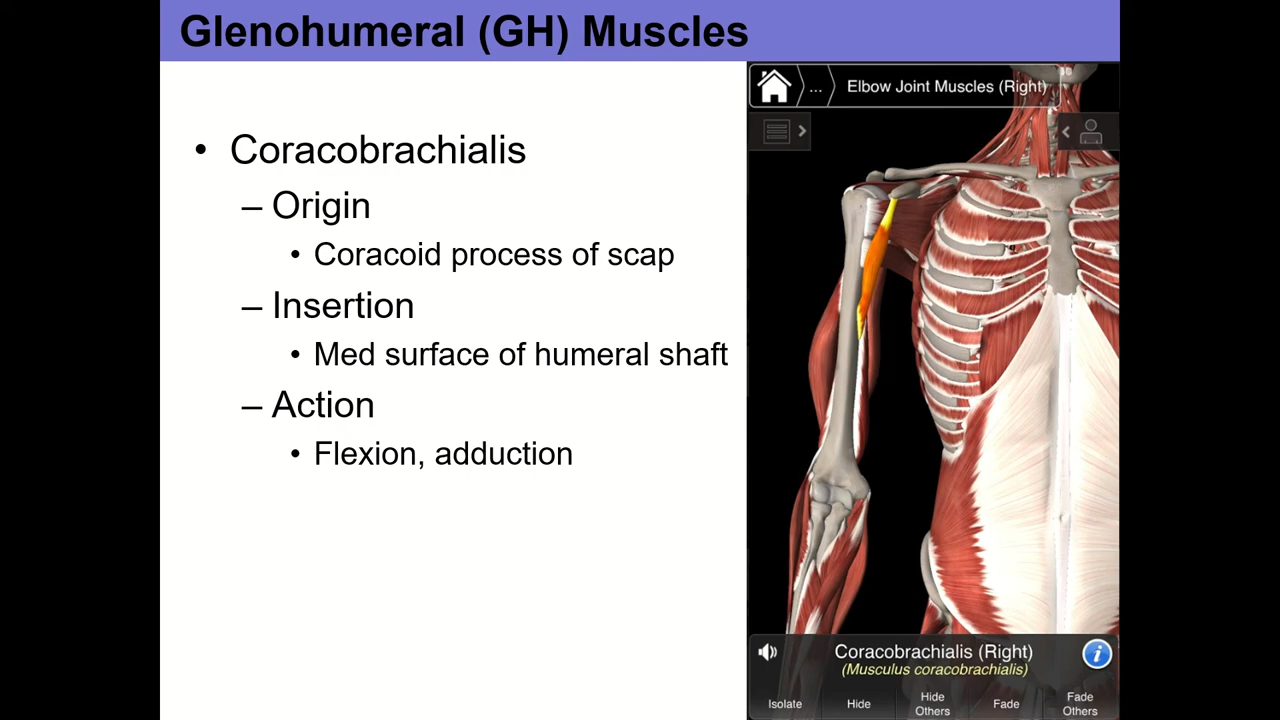 Glenohumeral (GH) Muscles
• Coracobrachialis
– Origin
• Coracoid process of scap
– Insertion
• Med surface of humeral shaft
– Action
• Flexion, adduction
... Elbow Joint Muscles (Right)
Coracobrachialis (Right)
(Musculus coracobrachialis)
Isolate Hide Hide Others Fade Fade Others